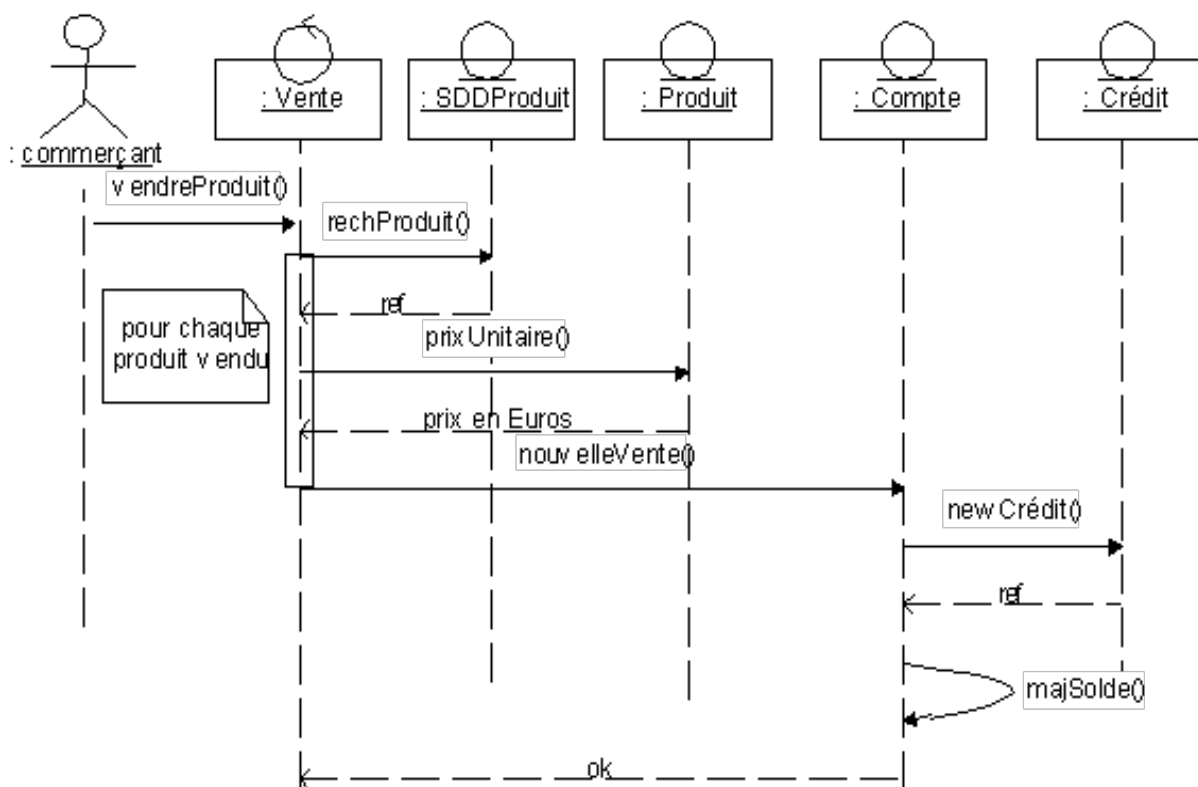 : Vente
: SDDProduit
: Produit
: Compte
: Crédit
: commerçant
vendreProduit()
rechProduit()
ref
pour chaque
produit vendu
prixUnitaire()
prix en Euros
nouvelleVente()
newCrédit()
ref
majSolde()
ok